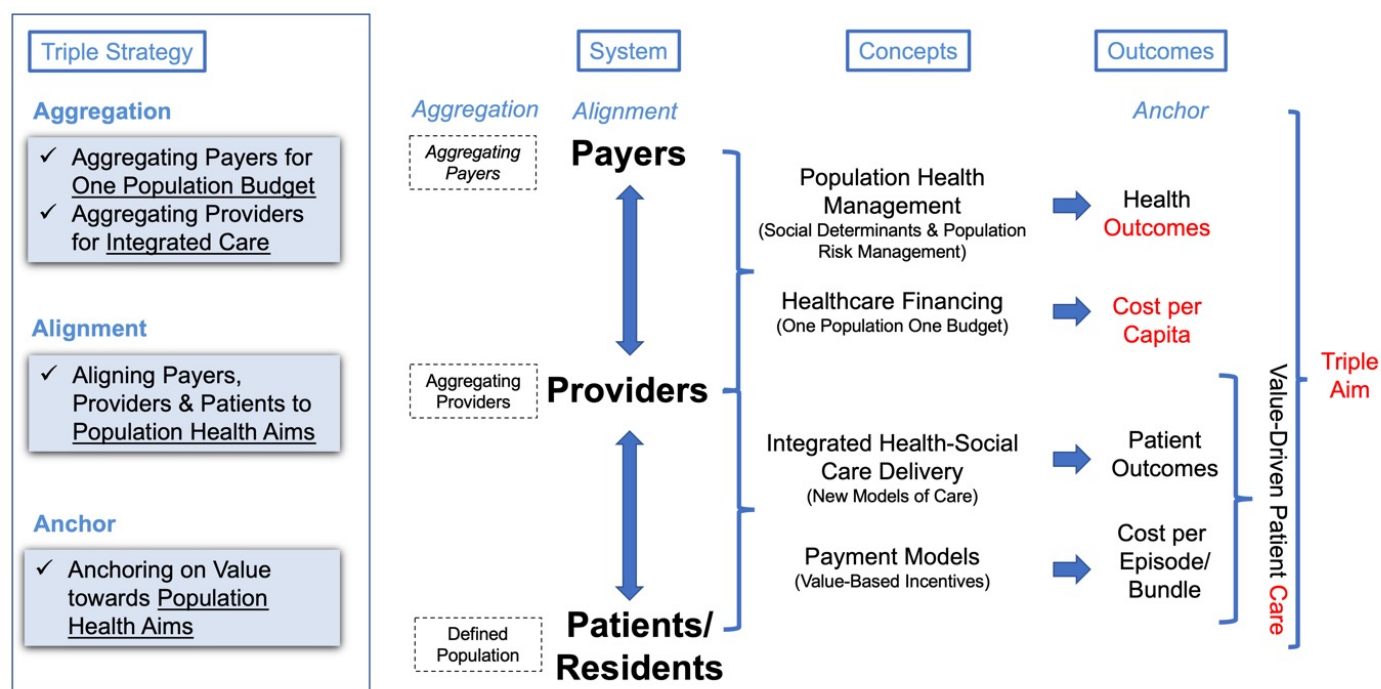 Triple Strategy
Aggregation
✓ Aggregating Payers for
One Population Budget
✓ Aggregating Providers
for Integrated Care
Alignment
✓ Aligning Payers,
Providers & Patients to
Population Health Aims
Anchor
✓ Anchoring on Value
towards Population
Health Aims
System
Concepts
Outcomes
Aggregation
Alignment
Anchor
Aggregating
Payers
Payers
Aggregating
Providers
Providers
Defined
Population
Patients/
Residents
Population Health
Management
(Social Determinants & Population
Risk Management)
Health
Outcomes
Healthcare Financing
(One Population One Budget)
Cost per
Capita
Integrated Health-Social
Care Delivery
(New Models of Care)
Patient
Outcomes
Payment Models
(Value-Based Incentives)
Cost per
Episode/
Bundle
Value-Driven Patient Care
Triple
Aim